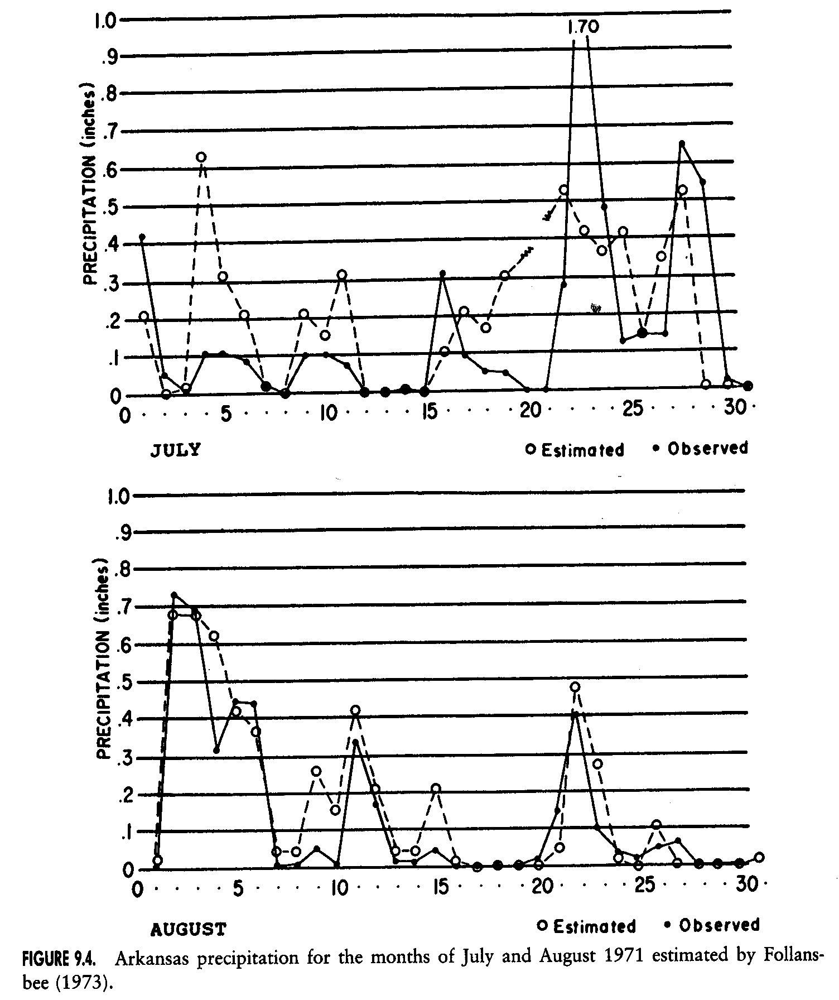 1.0
1.70
.9
.8
.7
.6
.5
.4
.3
.2
.1
0
PRECIPITATION (inches)
0 5 10 15 20 25 30
JULY
Estimated Observed
1.0
.9
.8
.7
.6
.5
.4
.3
.2
.1
0
PRECIPITATION (inches)
0 5 10 15 20 25 30
AUGUST
Estimated Observed
FIGURE 9.4. Arkansas precipitation for the months of July and August 1971 estimated by Follans-
bee (1973).